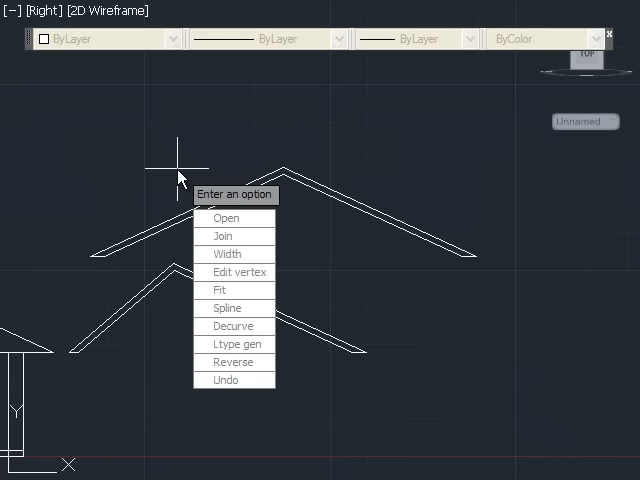 [−] [Right] [2D Wireframe]
ByLayer ByLayer ByLayer ByColor
x
TOP
Unnamed
Enter an option
Open
Join
Width
Edit vertex
Fit
Spline
Decurve
Ltype gen
Reverse
Undo
Y
X